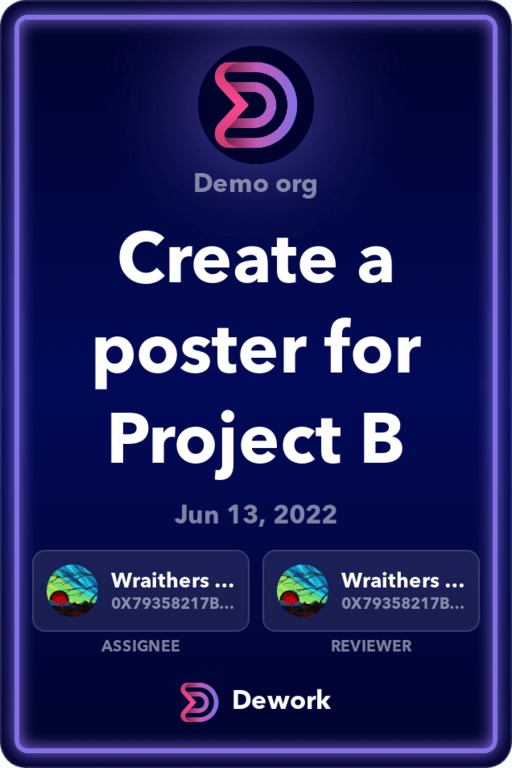 Demo org
Create a
poster for
Project B
Jun 13, 2022
Wraithers ... Wraithers ...
0X79358217B... 0X79358217B...
ASSIGNEE REVIEWER
Dework